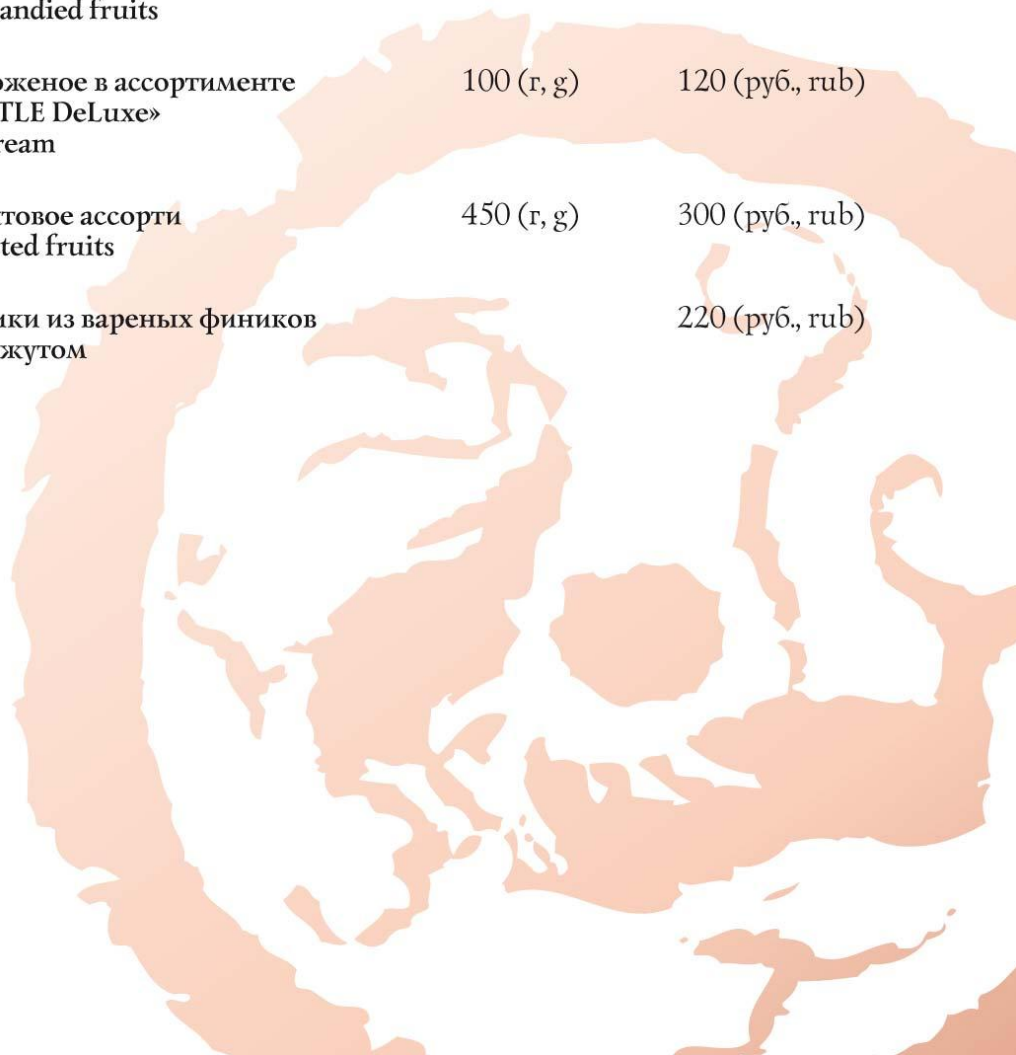 andied fruits
оженое в ассортименте 100 (г, g) 120 (руб., rub)
TLE DeLuxe»
ream
товое ассорти 450 (г, g) 300 (руб., rub)
ted fruits
ики из вареных фиников 220 (руб., rub)
жутом